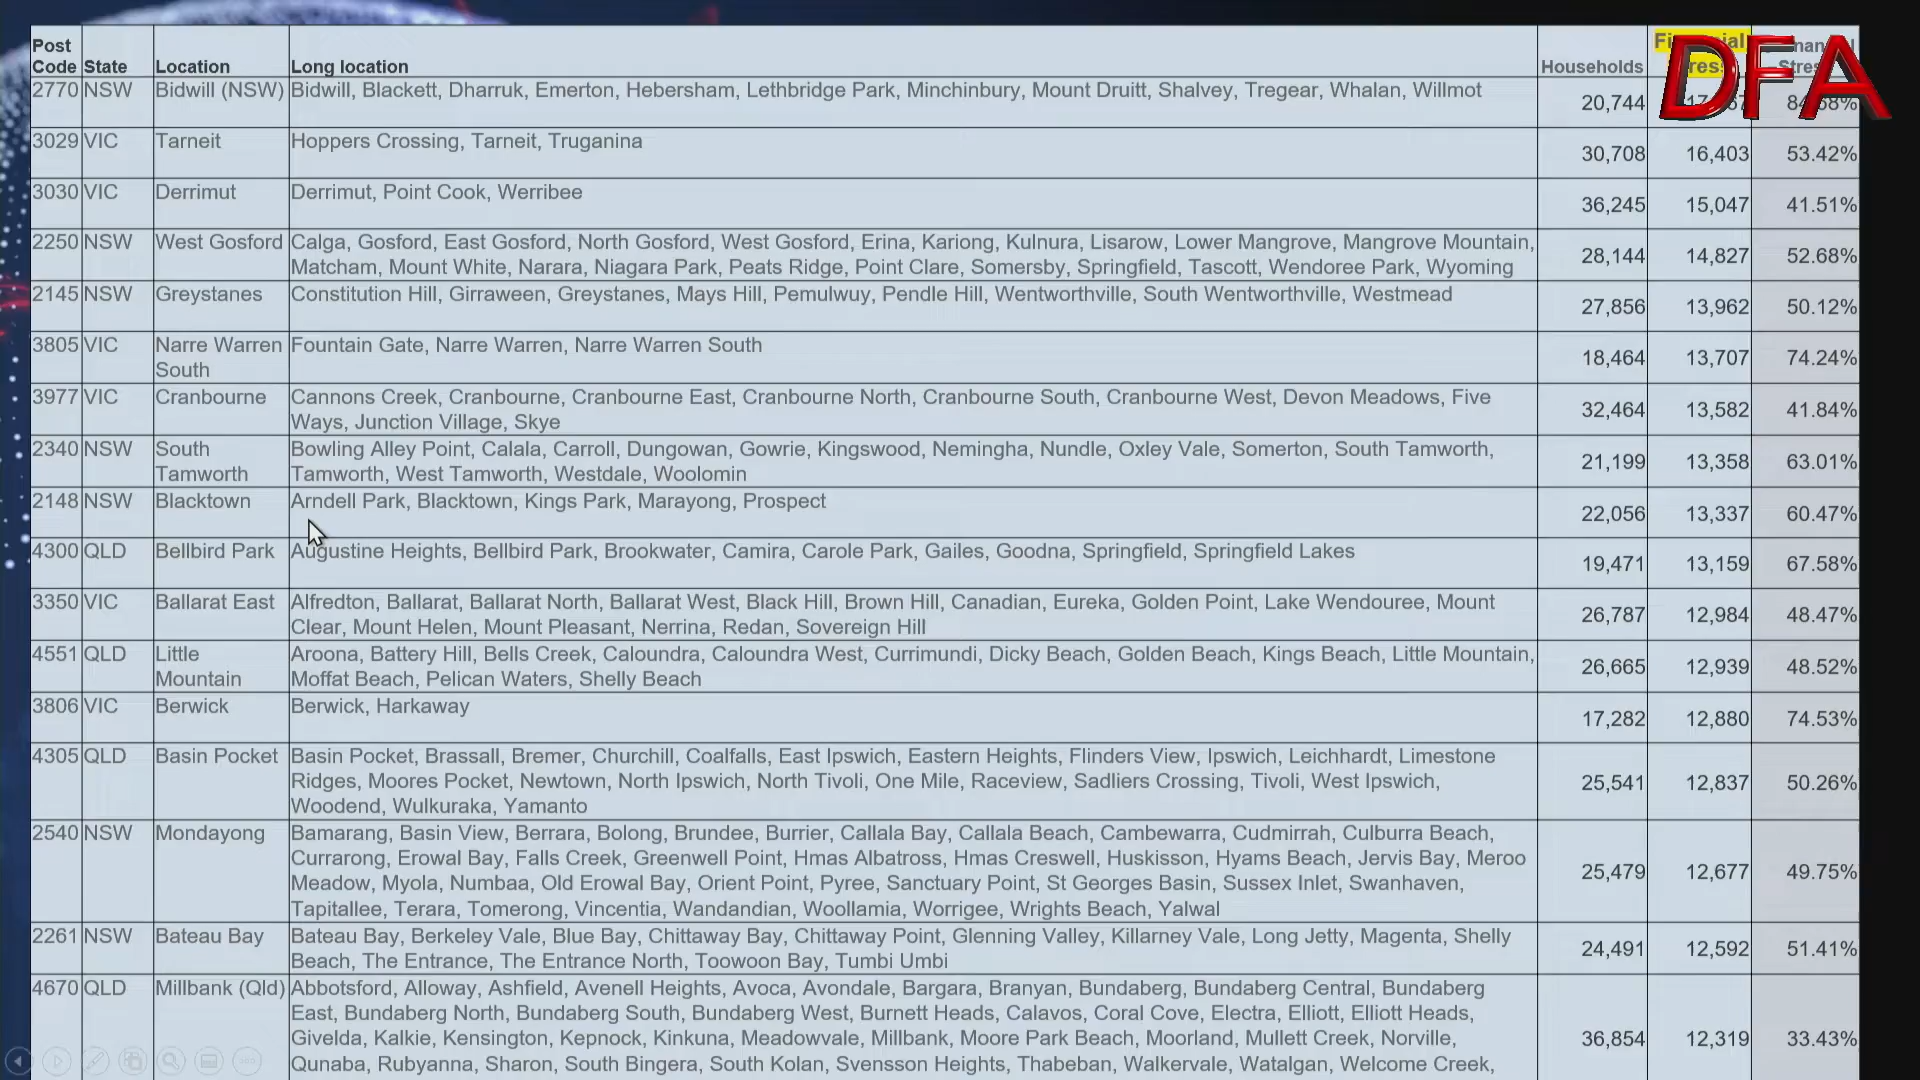 Post
Code State Location Long location Households
DFA
2770 NSW Bidwill (NSW) Bidwill, Blackett, Dharruk, Emerton, Hebersham, Lethbridge Park, Minchinbury, Mount Druitt, Shalvey, Tregear, Whalan, Willmot 20,744
3029 VIC Tarneit Hoppers Crossing, Tarneit, Truganina 30,708 16,403 53.42%
3030 VIC Derrimut Derrimut, Point Cook, Werribee 36,245 15,047 41.51%
2250 NSW West Gosford Calga, Gosford, East Gosford, North Gosford, West Gosford, Erina, Kariong, Kulnura, Lisarow, Lower Mangrove, Mangrove Mountain,
Matcham, Mount White, Narara, Niagara Park, Peats Ridge, Point Clare, Somersby, Springfield, Tascott, Wendoree Park, Wyoming 28,144 14,827 52.68%
2145 NSW Greystanes Constitution Hill, Girraween, Greystanes, Mays Hill, Pemulwuy, Pendle Hill, Wentworthville, South Wentworthville, Westmead 27,856 13,962 50.12%
3805 VIC Narre Warren Fountain Gate, Narre Warren, Narre Warren South 18,464 13,707 74.24%
South
3977 VIC Cranbourne Cannons Creek, Cranbourne, Cranbourne East, Cranbourne North, Cranbourne South, Cranbourne West, Devon Meadows, Five
Ways, Junction Village, Skye 32,464 13,582 41.84%
2340 NSW South Bowling Alley Point, Calala, Carroll, Dungowan, Gowrie, Kingswood, Nemingha, Nundle, Oxley Vale, Somerton, South Tamworth,
Tamworth Tamworth, West Tamworth, Westdale, Woolomin 21,199 13,358 63.01%
2148 NSW Blacktown Arndell Park, Blacktown, Kings Park, Marayong, Prospect 22,056 13,337 60.47%
4300 QLD Bellbird Park Augustine Heights, Bellbird Park, Brookwater, Camira, Carole Park, Gailes, Goodna, Springfield, Springfield Lakes 19,471 13,159 67.58%
3350 VIC Ballarat East Alfredton, Ballarat, Ballarat North, Ballarat West, Black Hill, Brown Hill, Canadian, Eureka, Golden Point, Lake Wendouree, Mount
Clear, Mount Helen, Mount Pleasant, Nerrina, Redan, Sovereign Hill 26,787 12,984 48.47%
4551 QLD Little Aroona, Battery Hill, Bells Creek, Caloundra, Caloundra West, Currimundi, Dicky Beach, Golden Beach, Kings Beach, Little Mountain,
Mountain Moffat Beach, Pelican Waters, Shelly Beach 26,665 12,939 48.52%
3806 VIC Berwick Berwick, Harkaway 17,282 12,880 74.53%
4305 QLD Basin Pocket Basin Pocket, Brassall, Bremer, Churchill, Coalfalls, East Ipswich, Eastern Heights, Flinders View, Ipswich, Leichhardt, Limestone
Ridges, Moores Pocket, Newtown, North Ipswich, North Tivoli, One Mile, Raceview, Sadliers Crossing, Tivoli, West Ipswich, 25,541 12,837 50.26%
Woodend, Wulkuraka, Yamanto
2540 NSW Mondayong Bamarang, Basin View, Berrara, Bolong, Brundee, Burrier, Callala Bay, Callala Beach, Cambewarra, Cudmirrah, Culburra Beach,
Currarong, Erowal Bay, Falls Creek, Greenwell Point, Hmas Albatross, Hmas Creswell, Huskisson, Hyams Beach, Jervis Bay, Meroo
Meadow, Myola, Numbaa, Old Erowal Bay, Orient Point, Pyree, Sanctuary Point, St Georges Basin, Sussex Inlet, Swanhaven, 25,479 12,677 49.75%
Tapitallee, Terara, Tomerong, Vincentia, Wandandian, Woollamia, Worrigee, Wrights Beach, Yalwal
2261 NSW Bateau Bay Bateau Bay, Berkeley Vale, Blue Bay, Chittaway Bay, Chittaway Point, Glenning Valley, Killarney Vale, Long Jetty, Magenta, Shelly
Beach, The Entrance, The Entrance North, Toowoon Bay, Tumbi Umbi 24,491 12,592 51.41%
4670 QLD Millbank (Qld) Abbotsford, Alloway, Ashfield, Avenell Heights, Avoca, Avondale, Bargara, Branyan, Bundaberg, Bundaberg Central, Bundaberg
East, Bundaberg North, Bundaberg South, Bundaberg West, Burnett Heads, Calavos, Coral Cove, Electra, Elliott, Elliott Heads,
Givelda, Kalkie, Kensington, Kepnock, Kinkuna, Meadowvale, Millbank, Moore Park Beach, Moorland, Mullett Creek, Norville, 36,854 12,319 33.43%
Qunaba, Rubyanna, Sharon, South Bingera, South Kolan, Svensson Heights, Thabeban, Walkervale, Watalgan, Welcome Creek,